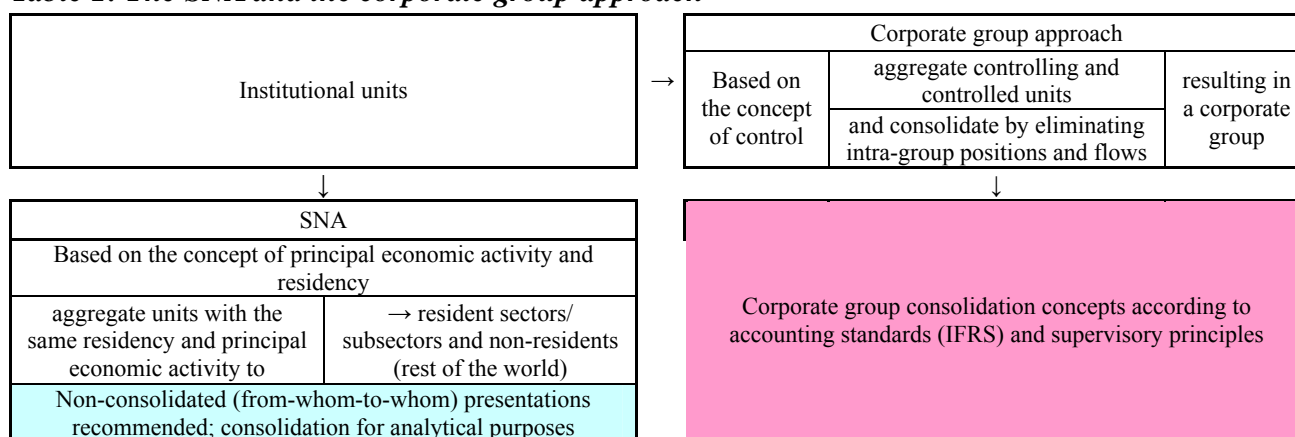 Table 1: The SNA and the corporate group approach
Institutional units
→
Corporate group approach
Based on
the concept
of control
aggregate controlling and
controlled units
and consolidate by eliminating
intra-group positions and flows
resulting in
a corporate
group
↓
↓
SNA
Based on the concept of principal economic activity and
residency
aggregate units with the
same residency and principal
economic activity to
→ resident sectors/
subsectors and non-residents
(rest of the world)
Non-consolidated (from-whom-to-whom) presentations
recommended; consolidation for analytical purposes
Corporate group consolidation concepts according to
accounting standards (IFRS) and supervisory principles